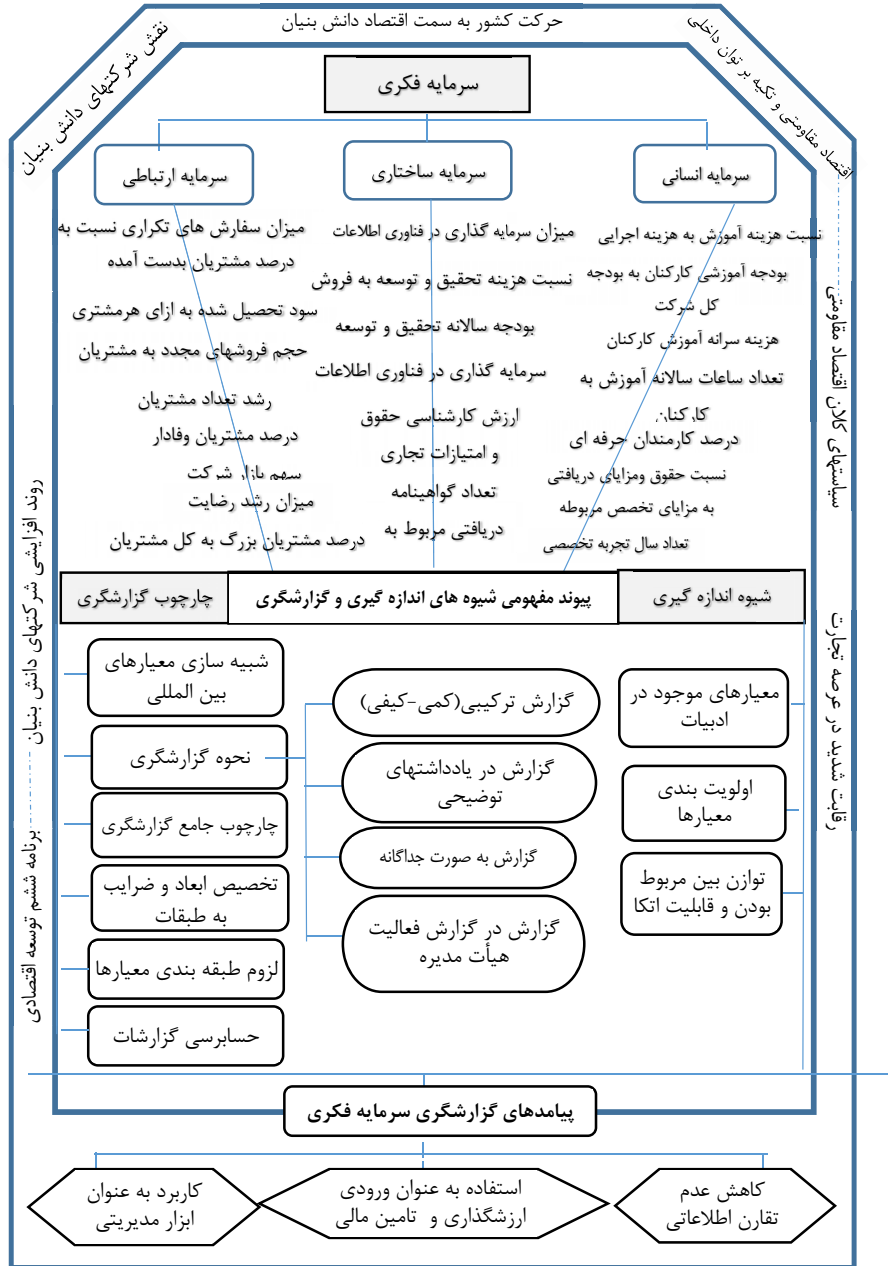 حرکت کشور به سمت اقتصاد دانش بنیان
نقش شرکتهای دانش بنیان
اقتصاد مقاومتی و تکیه بر توان داخلی
سیاستهای کلان اقتصاد مقاومتی
رقابت شدید در عرصه تجارت
روند افزایشی شرکتهای دانش بنیان
برنامه ششم توسعه اقتصادی
سرمایه فکری
سرمایه انسانی
نسبت هزینه آموزش به هزینه اجرایی
بودجه آموزشی کارکنان به بودجه
کل شرکت
هزینه سرانه آموزش کارکنان
تعداد ساعات سالانه آموزش به
کارکنان
درصد کارمندان حرفه ای
نسبت حقوق ومزایای دریافتی
به مزایای تخصص مربوطه
تعداد سال تجربه تخصصی
سرمایه ساختاری
میزان سرمایه گذاری در فناوری اطلاعات
نسبت هزینه تحقیق و توسعه به فروش
بودجه سالانه تحقیق و توسعه
سرمایه گذاری در فناوری اطلاعات
ارزش کارشناسی حقوق
و امتیازات تجاری
تعداد گواهینامه
دریافتی مربوط به
سرمایه ارتباطی
میزان سفارش های تکراری نسبت به
درصد مشتریان بدست آمده
سود تحصیل شده به ازای هرمشتری
حجم فروشهای مجدد به مشتریان
رشد تعداد مشتریان
درصد مشتریان وفادار
سهم بازار شرکت
میزان رشد رضایت
درصد مشتریان بزرگ به کل مشتریان
شیوه اندازه گیری
پیوند مفهومی شیوه های اندازه گیری و گزارشگری
چارچوب گزارشگری
معیارهای موجود در
ادبیات
اولویت بندی
معیارها
توازن بین مربوط
بودن و قابلیت اتکا
گزارش ترکیبی(کمی-کیفی)
گزارش در یادداشتهای
توضیحی
گزارش به صورت جداگانه
گزارش در گزارش فعالیت
هیأت مدیره
شبیه سازی معیارهای
بین المللی
نحوه گزارشگری
چارچوب جامع گزارشگری
تخصیص ابعاد و ضرایب
به طبقات
لزوم طبقه بندی معیارها
حسابرسی گزارشات
پیامدهای گزارشگری سرمایه فکری
کاهش عدم
تقارن اطلاعاتی
استفاده به عنوان ورودی
ارزشگذاری و تامین مالی
کاربرد به عنوان
ابزار مدیریتی